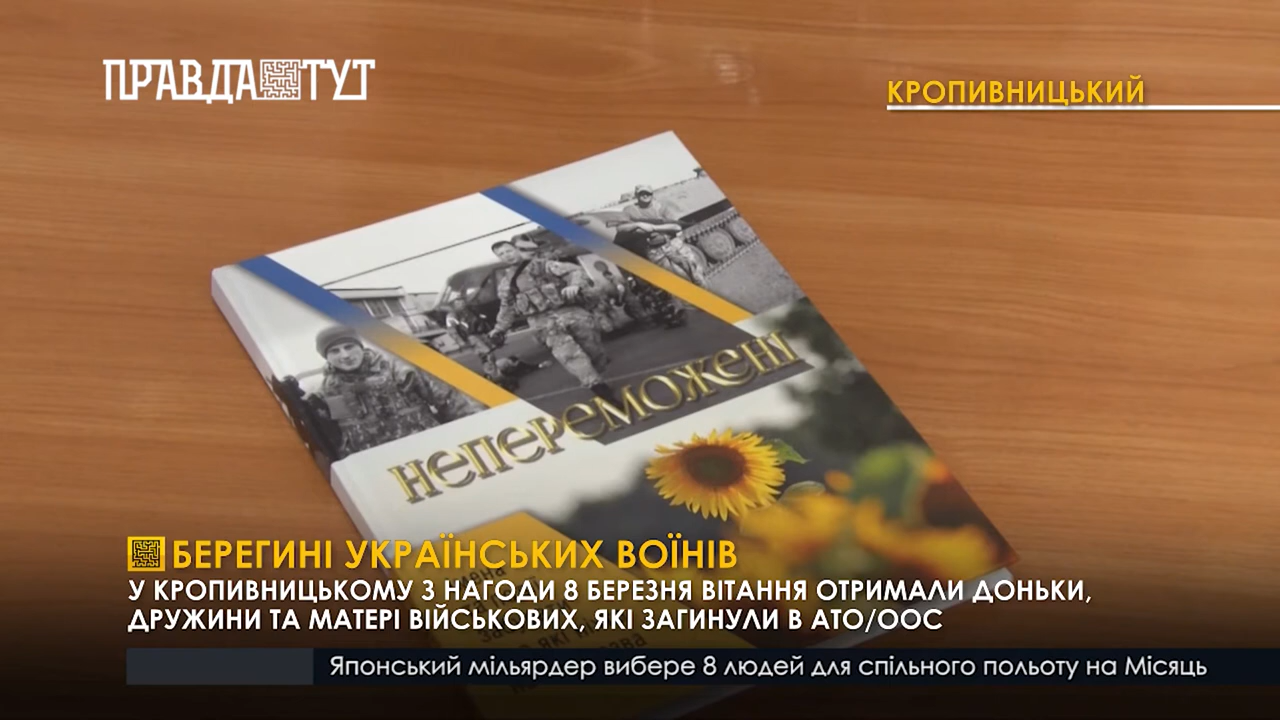 ПРАВДА ТУТ
КРОПИВНИЦЬКИЙ
НЕПЕРЕМОЖЕНІ
БЕРЕГИНІ УКРАЇНСЬКИХ ВОЇНІВ
У КРОПИВНИЦЬКОМУ З НАГОДИ 8 БЕРЕЗНЯ ВІТАННЯ ОТРИМАЛИ ДОНЬКИ,
ДРУЖИНИ ТА МАТЕРІ ВІЙСЬКОВИХ, ЯКІ ЗАГИНУЛИ В АТО/ООС
Японський мільярдер вибере 8 людей для спільного польоту на Місяць